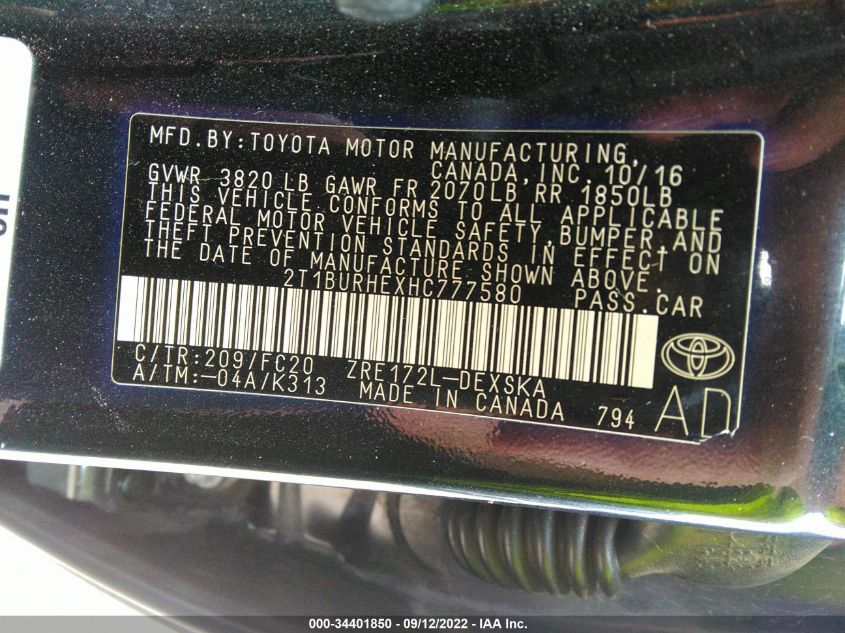 MFD.BY:TOYOTA MOTOR MANUFACTURING,
CANADA,INC. 10/16
GVWR 3820 LB GAWR FR 2070LB RR 1850LB
THIS VEHICLE CONFORMS TO ALL APPLICABLE
FEDERAL MOTOR VEHICLE SAFETY,BUMPER,AND
THEFT PREVENTION STANDARDS IN EFFECT ON
THE DATE OF MANUFACTURE SHOWN ABOVE.
2T1BURHEXHC777580 PASS.CAR
C/TR:209/FC20 ZRE172L-DEXSKA
A/TM:-04A/K313 MADE IN CANADA 794
AD
000-34401850 - 09/12/2022 - IAA Inc.